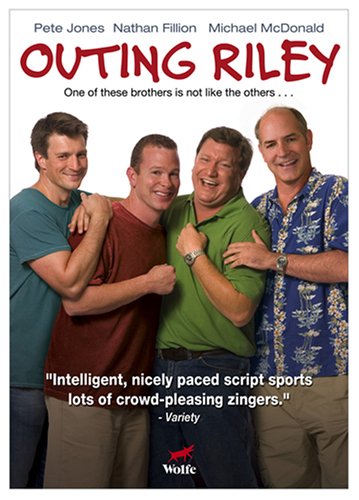 Pete Jones Nathan Fillion Michael McDonald
OUTING RILEY
One of these brothers is not like the others . . .
"Intelligent, nicely paced script sports
lots of crowd-pleasing zingers."
- Variety
Wolfe